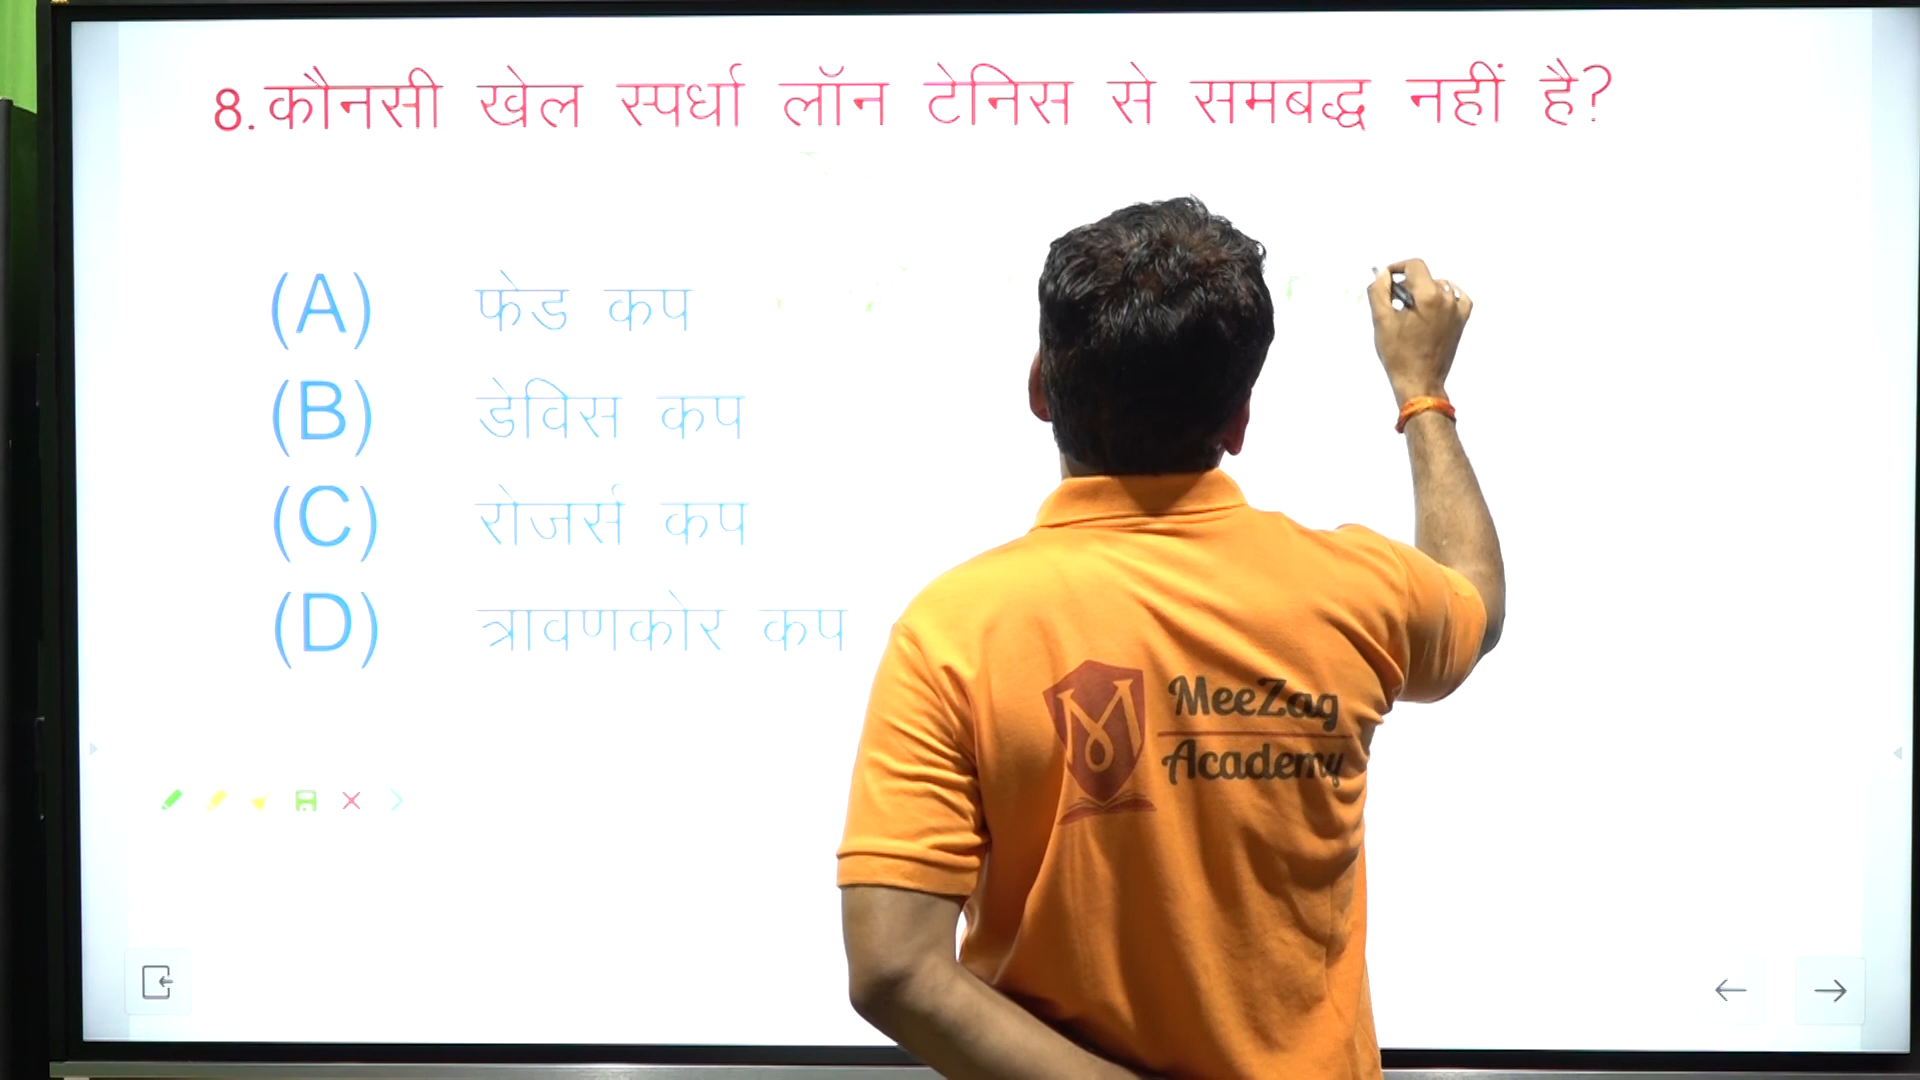 8. कौनसी खेल स्पर्धा लॉन टेनिस से समबद्ध नहीं है?
(A) फेड कप
(B) डेविस कप
(C) रोजर्स कप
(D) त्रावणकोर कप
MeeZag
Academy